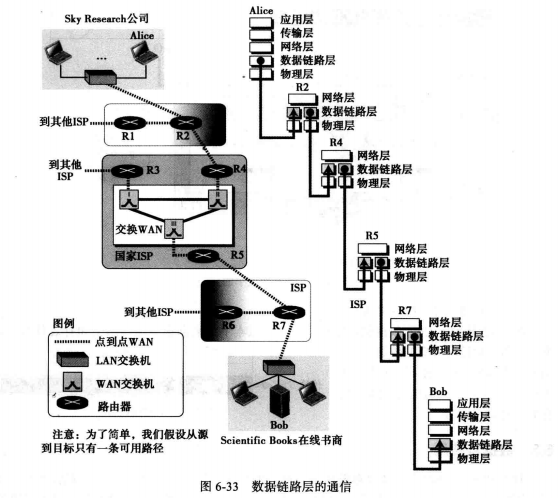 Sky Research公司
Alice
...
到其他ISP
R1
R2
到其他
ISP
R3
R4
I
II
III
交换WAN
国家ISP
R5
ISP
到其他ISP
R6
R7
图例
点到点WAN
LAN交换机
WAN交换机
路由器
Bob
Scientific Books在线书商
注意：为了简单，我们假设从源
到目标只有一条可用路径
Alice
应用层
传输层
网络层
数据链路层
物理层
R2
网络层
数据链路层
物理层
R4
网络层
数据链路层
物理层
R5
网络层
数据链路层
物理层
ISP
R7
网络层
数据链路层
物理层
Bob
应用层
传输层
网络层
数据链路层
物理层
图 6-33 数据链路层的通信